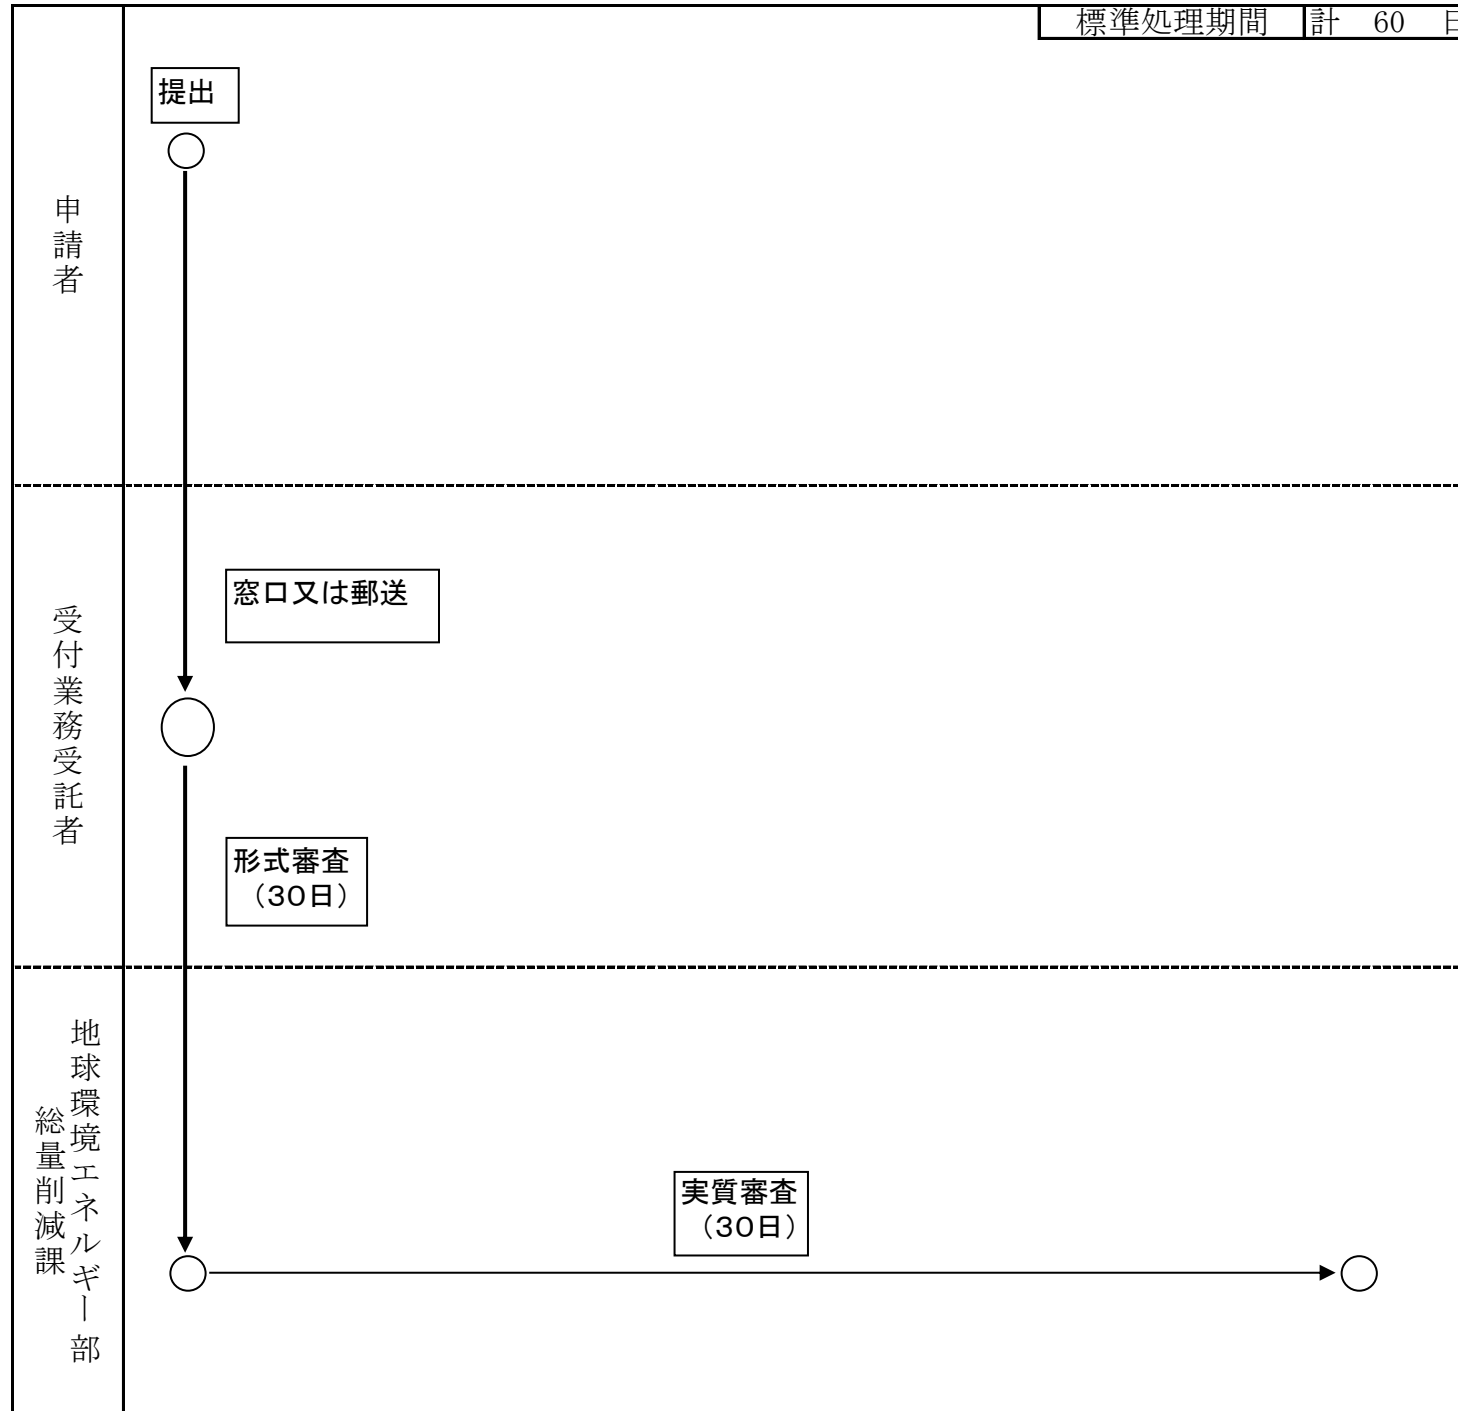 標準処理期間 計 60 日
提出
申請者
窓口又は郵送
受付業務受託者
形式審査
（30日）
地球環境エネルギー部
総量削減課
実質審査
（30日）